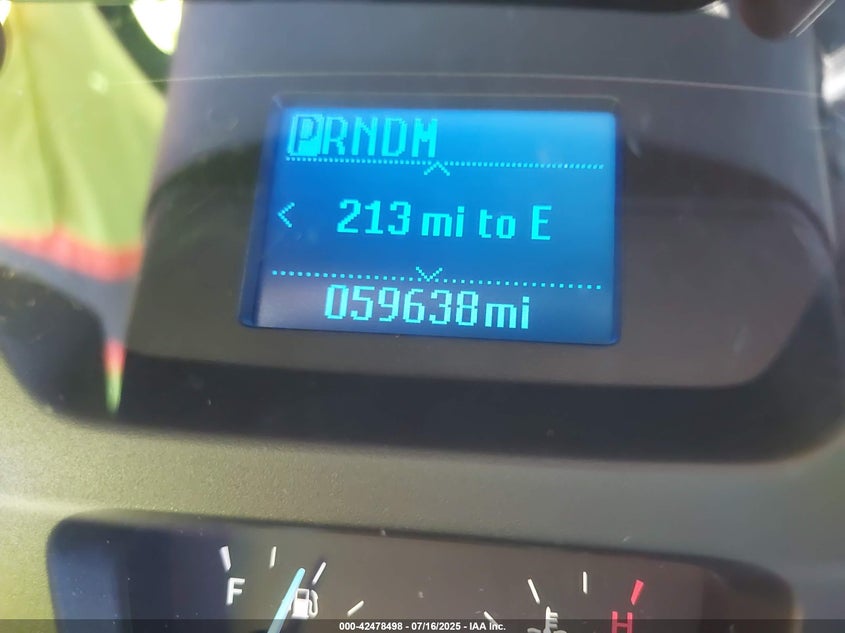 PRNDM
213 mi to E
059638mi
F
H
000-42478498 - 07/16/2025 - IAA Inc.